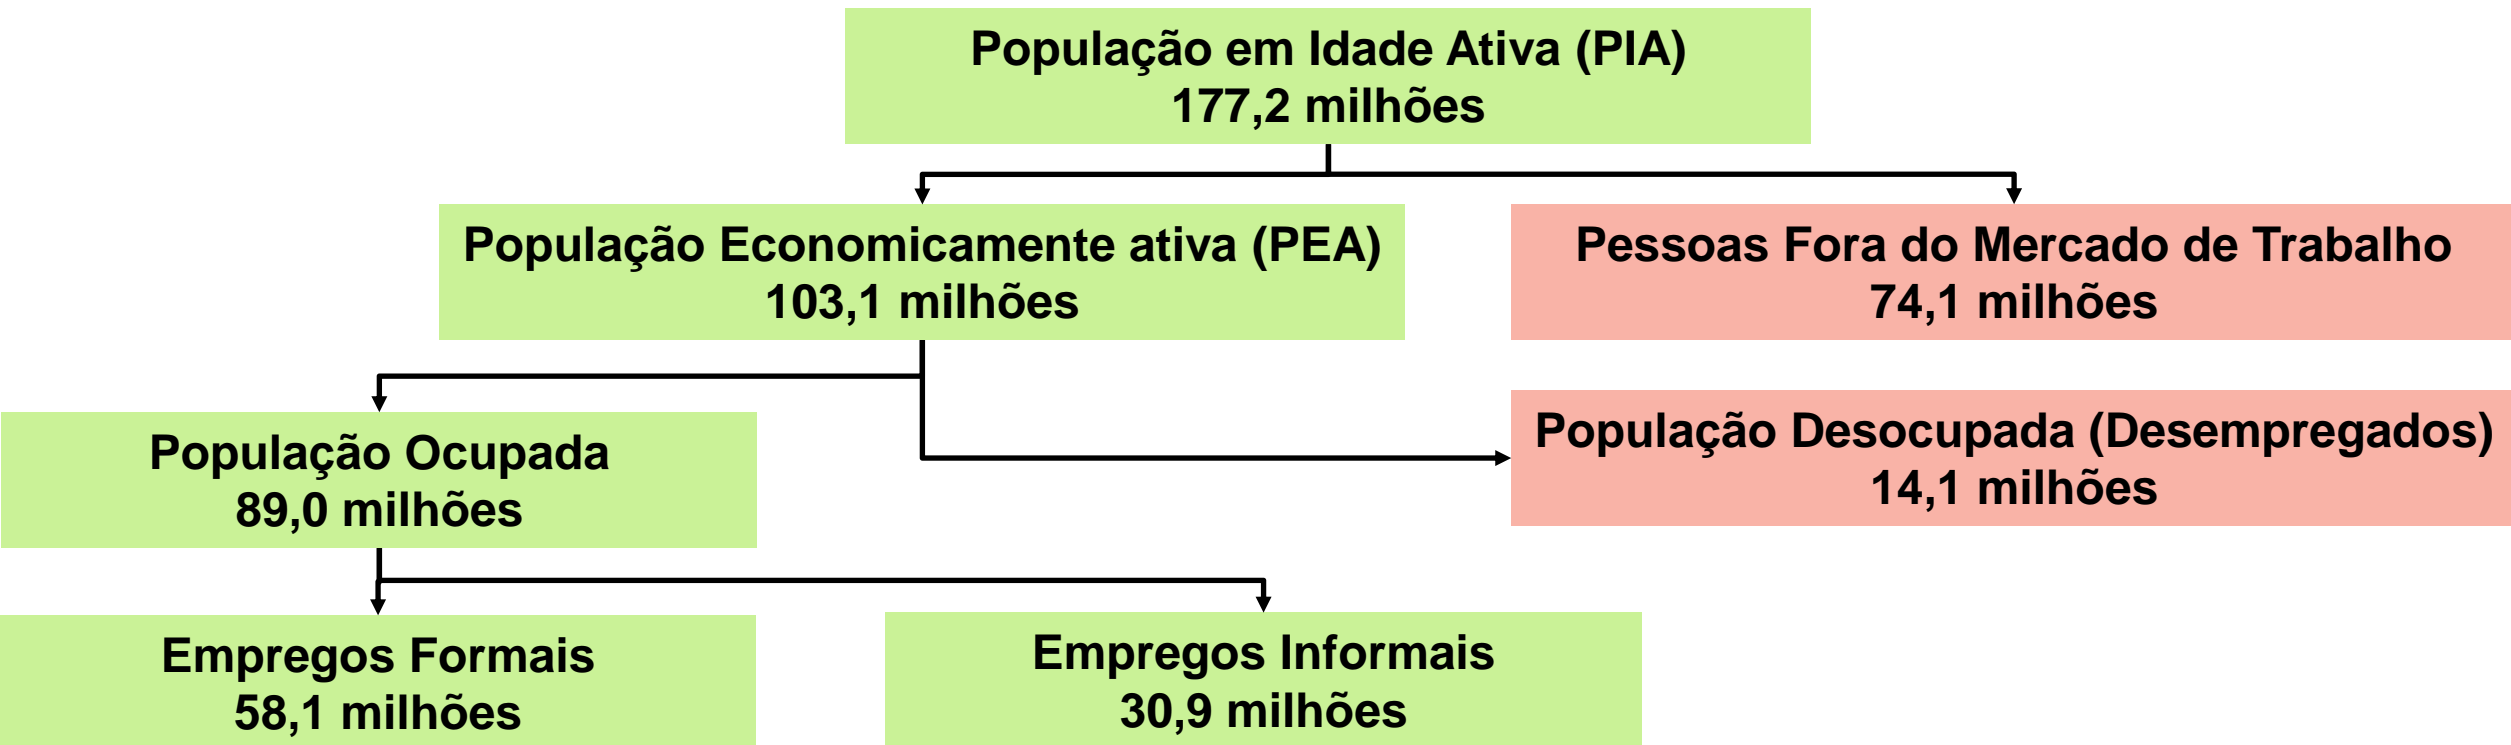 População em Idade Ativa (PIA)
177,2 milhões
População Economicamente ativa (PEA)
103,1 milhões
Pessoas Fora do Mercado de Trabalho
74,1 milhões
População Ocupada
89,0 milhões
População Desocupada (Desempregados)
14,1 milhões
Empregos Formais
58,1 milhões
Empregos Informais
30,9 milhões